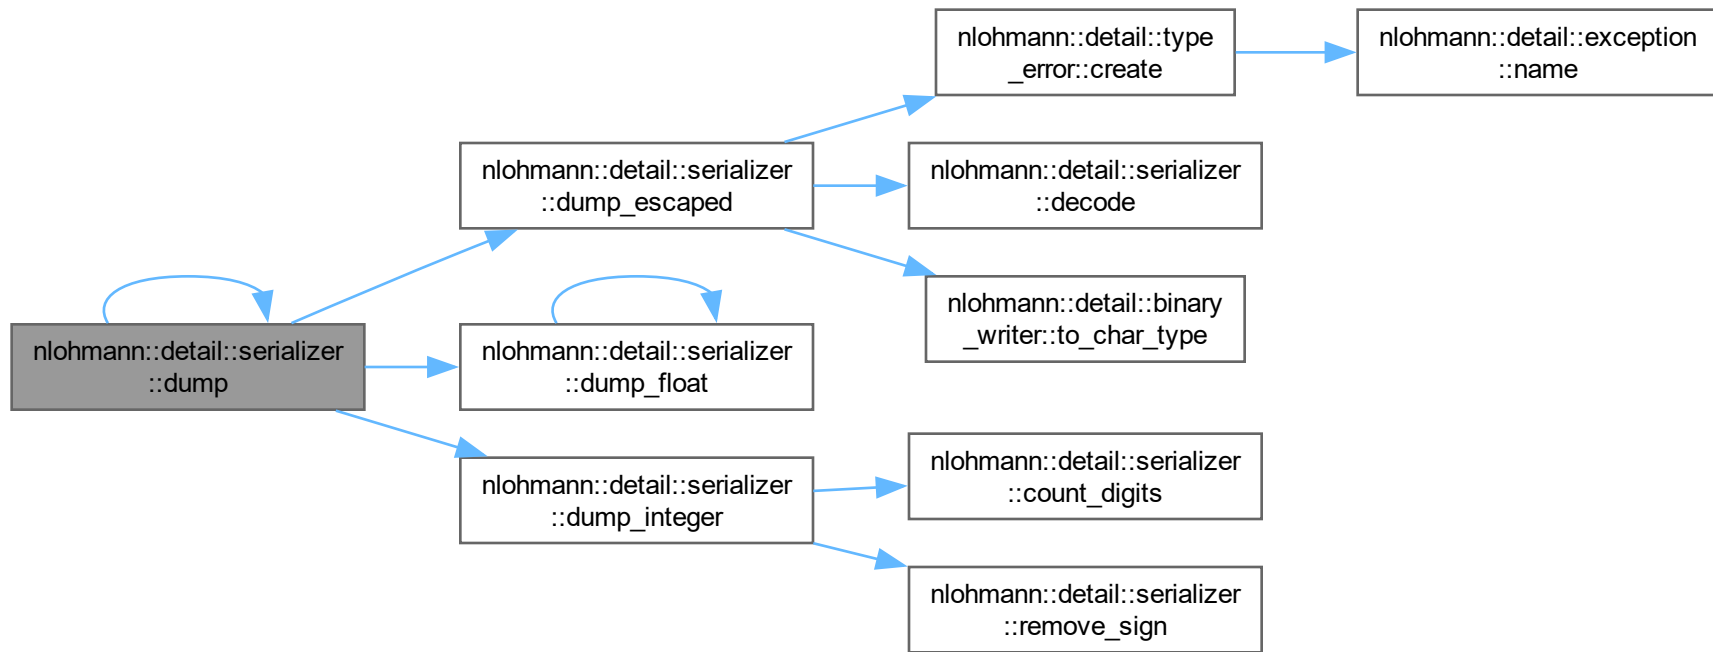 nlohmann::detail::type
_error::create
nlohmann::detail::exception
::name
nlohmann::detail::serializer
::dump_escaped
nlohmann::detail::serializer
::decode
nlohmann::detail::binary
_writer::to_char_type
nlohmann::detail::serializer
::dump
nlohmann::detail::serializer
::dump_float
nlohmann::detail::serializer
::dump_integer
nlohmann::detail::serializer
::count_digits
nlohmann::detail::serializer
::remove_sign